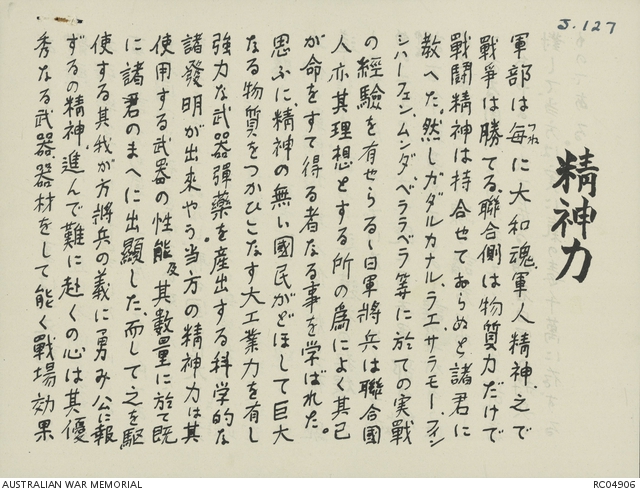 J.127
精神力
軍部は毎に大和魂、軍人精神、之で
つね
戦爭は勝てる、聯合側は物質力だけで
戰鬪精神は持合せておらぬと諸君に
教へた、然しガダルカナル、ラエ、サラモー、フィン
シハーフェン、ムンダ、ベララベラ等に於ての実戰
の經驗を有せらるゝ日軍將兵は聯合國
人亦其理想とする所の為によく其己
が命をすて得る者なる事を学ばれた。
思ふに、精神の無い國民がどほして巨大
なる物質をつかひこなす大工業力を有し
強力な武器彈藥を産出する科学的な
諸發明が出來やう。当方の精神力は其
使用する武器の性能及其數量に於て既
に諸君のまへに出顯した、而して之を駆
使する其我が方將兵の義に勇み公に報
ずるの精神、進んで難に赴くの心は其優
秀なる武器器材をして能く戰場効果
AUSTRALIAN WAR MEMORIAL
RC04906